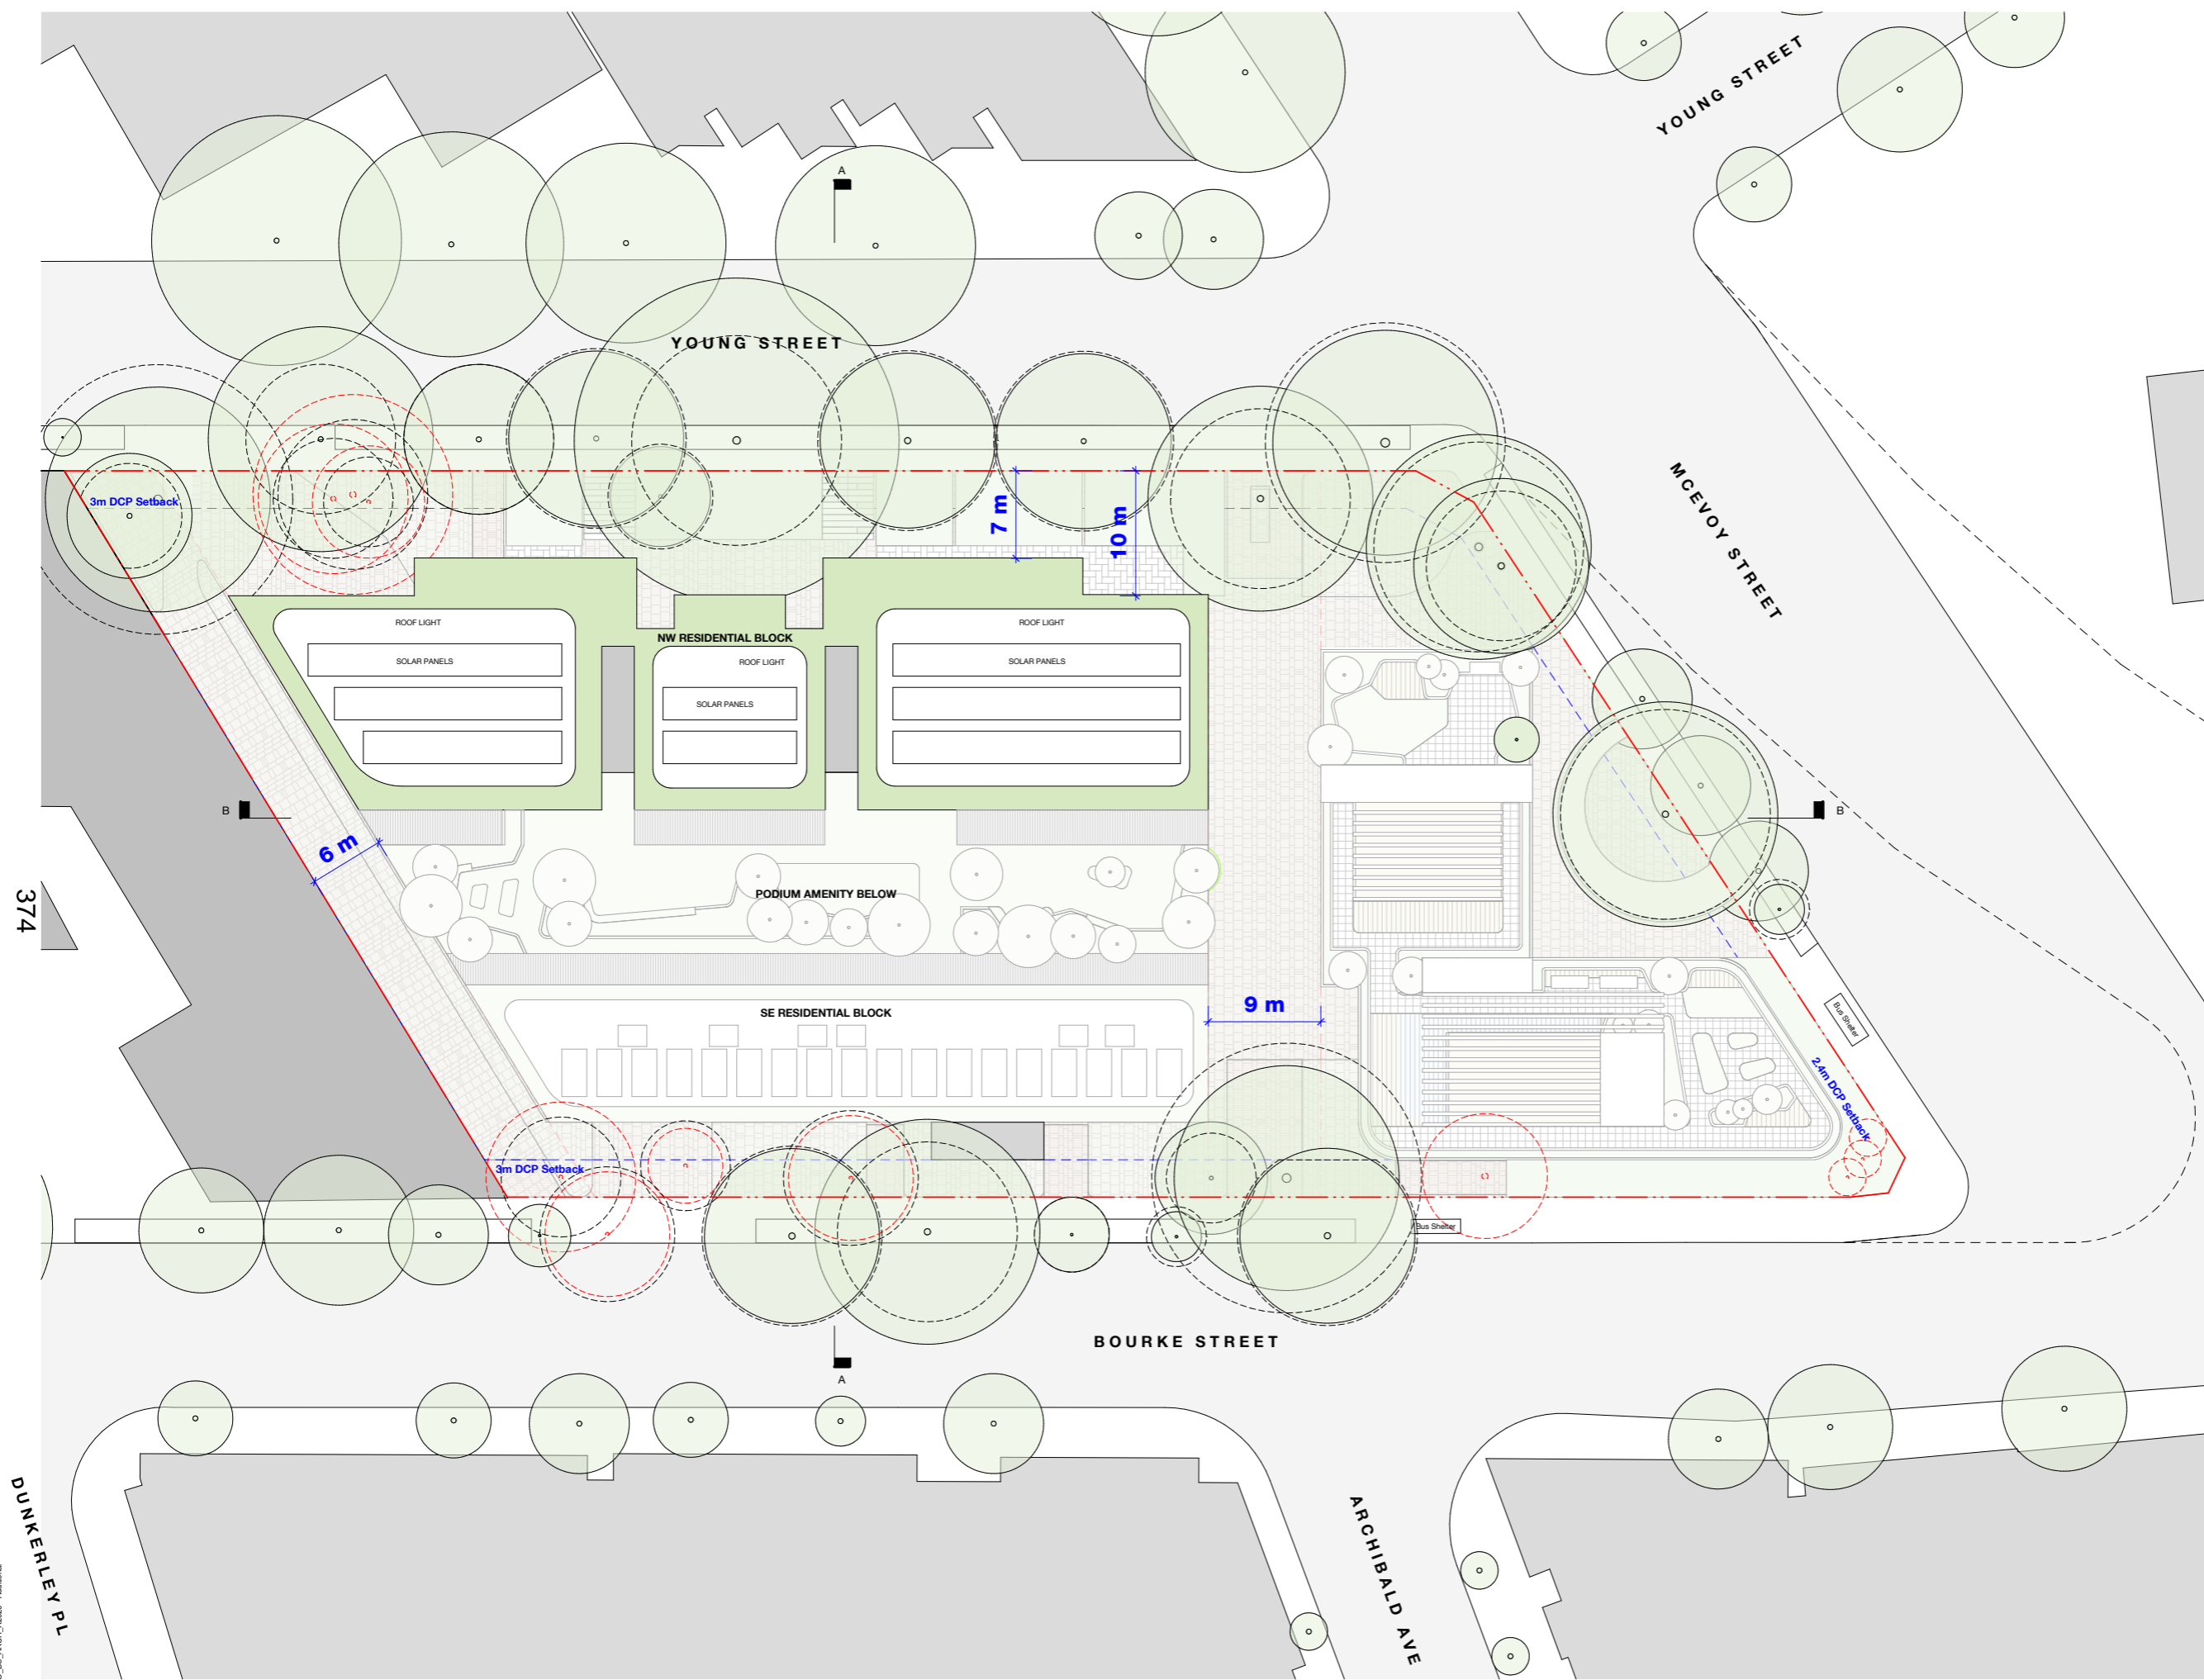 YOUNG STREET
A
YOUNG STREET
MCEVOY STREET
3m DCP Setback
7 m
10 m
ROOF LIGHT
NW RESIDENTIAL BLOCK
ROOF LIGHT
SOLAR PANELS
ROOF LIGHT
SOLAR PANELS
SOLAR PANELS
B
B
6 m
374
PODIUM AMENITY BELOW
9 m
SE RESIDENTIAL BLOCK
Bus Shelter
2.4m DCP Setback
3m DCP Setback
Bus Shelter
BOURKE STREET
A
DUNKERLEY PL
ARCHIBALD AVE